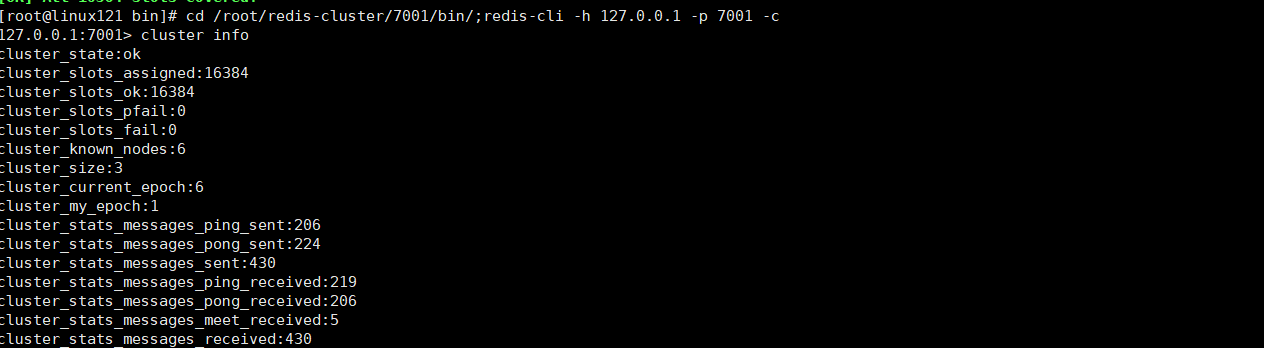 [root@linux121 bin]# cd /root/redis-cluster/7001/bin/;redis-cli -h 127.0.0.1 -p 7001 -c
127.0.0.1:7001> cluster info
cluster_state:ok
cluster_slots_assigned:16384
cluster_slots_ok:16384
cluster_slots_pfail:0
cluster_slots_fail:0
cluster_known_nodes:6
cluster_size:3
cluster_current_epoch:6
cluster_my_epoch:1
cluster_stats_messages_ping_sent:206
cluster_stats_messages_pong_sent:224
cluster_stats_messages_sent:430
cluster_stats_messages_ping_received:219
cluster_stats_messages_pong_received:206
cluster_stats_messages_meet_received:5
cluster_stats_messages_received:430